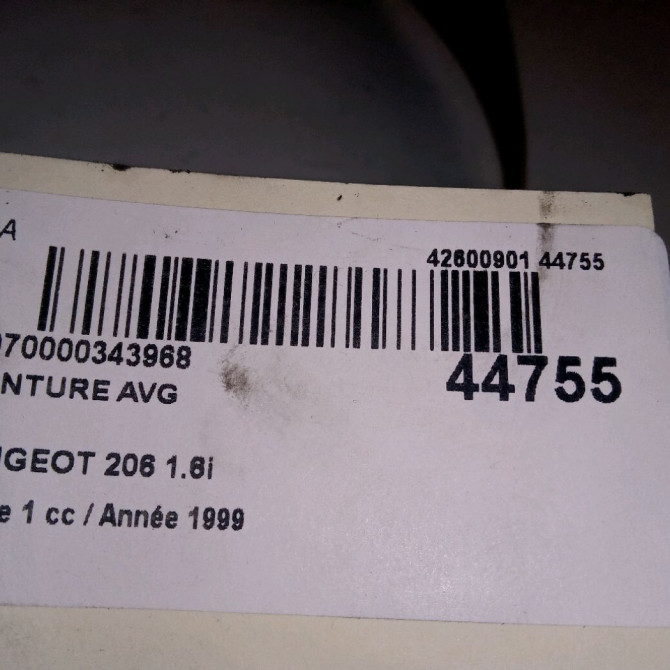 A
42600901 44755
070000343968
44755
NTURE AVG
GEOT 206 1.6i
e 1 cc / Année 1999